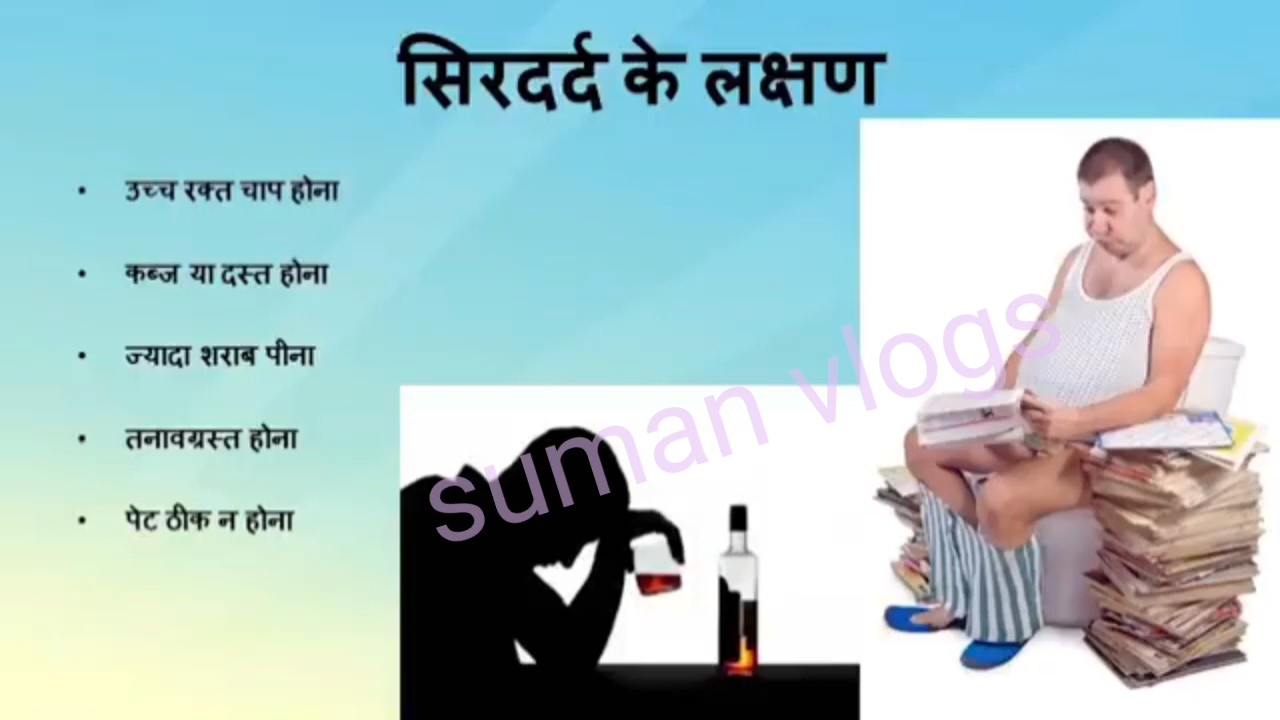 सिरदर्द के लक्षण
• उच्च रक्त चाप होना
• कब्ज या दस्त होना
• ज्यादा शराब पीना
• तनावग्रस्त होना
• पेट ठीक न होना
suman vlogs